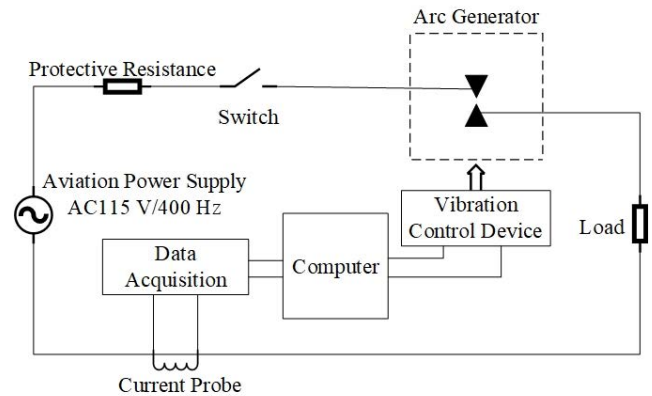 Arc Generator
Protective Resistance
Switch
Aviation Power Supply
AC115 V/400 Hz
Vibration
Control Device
Load
Data
Acquisition
Computer
Current Probe